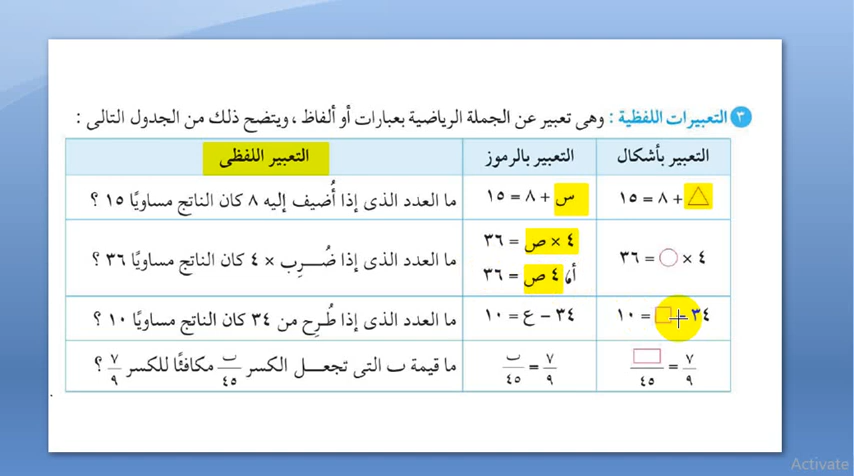 ٣ التعبيرات اللفظية : وهى تعبير عن الجملة الرياضية بعبارات أو ألفاظ ، ويتضح ذلك من الجدول التالى :
التعبير بأشكال التعبير بالرموز التعبير اللفظى
△ + ٨ = ١٥ س + ٨ = ١٥ ما العدد الذى إذا أُضيف إليه ٨ كان الناتج مساويًا ١٥ ؟
٤ × ○ = ٣٦ ٤ × ص = ٣٦ ما العدد الذى إذا ضُـــرِب × ٤ كان الناتج مساويًا ٣٦ ؟
أ، ٤ ص = ٣٦
٣٤ − □ = ١٠ ٣٤ − ع = ١٠ ما العدد الذى إذا طُـرِح من ٣٤ كان الناتج مساويًا ١٠ ؟
٧/٩ = □/٤٥ ٧/٩ = ب/٤٥ ما قيمة ب التى تجعـــل الكسر ب/٤٥ مكافئًا للكسر ٧/٩ ؟
Activate